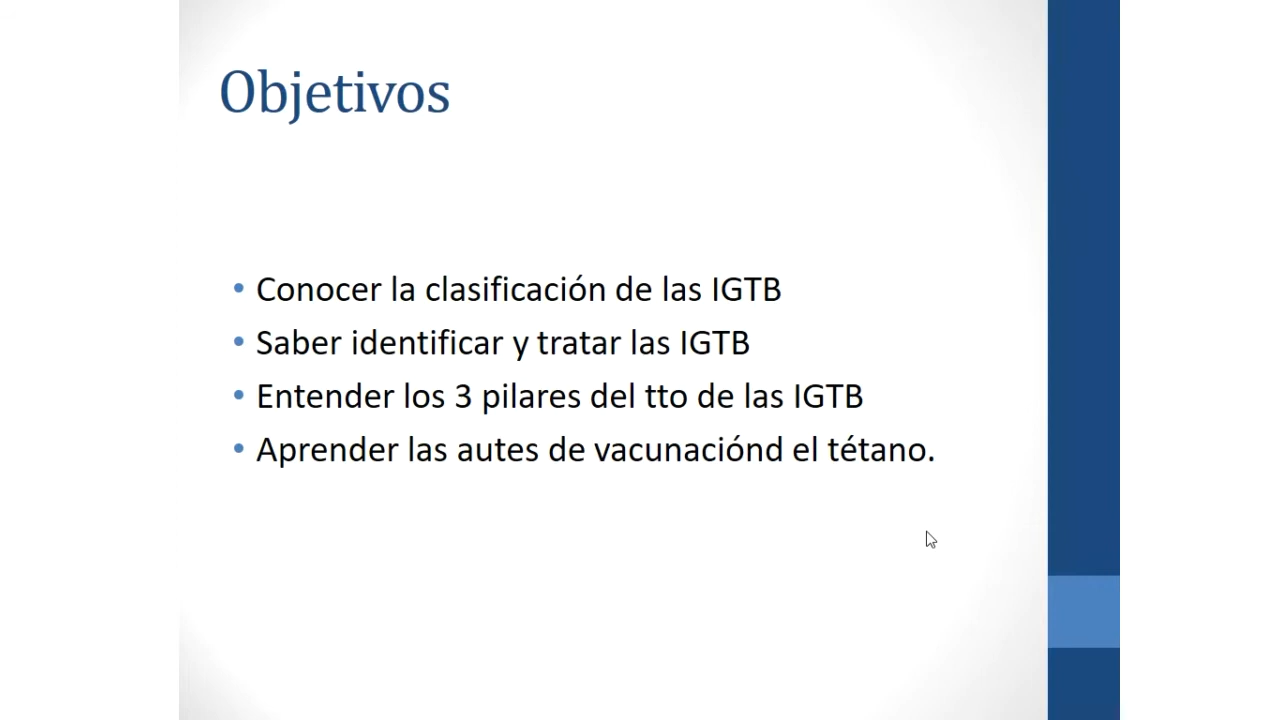 Objetivos
• Conocer la clasificación de las IGTB
• Saber identificar y tratar las IGTB
• Entender los 3 pilares del tto de las IGTB
• Aprender las autes de vacunaciónd el tétano.